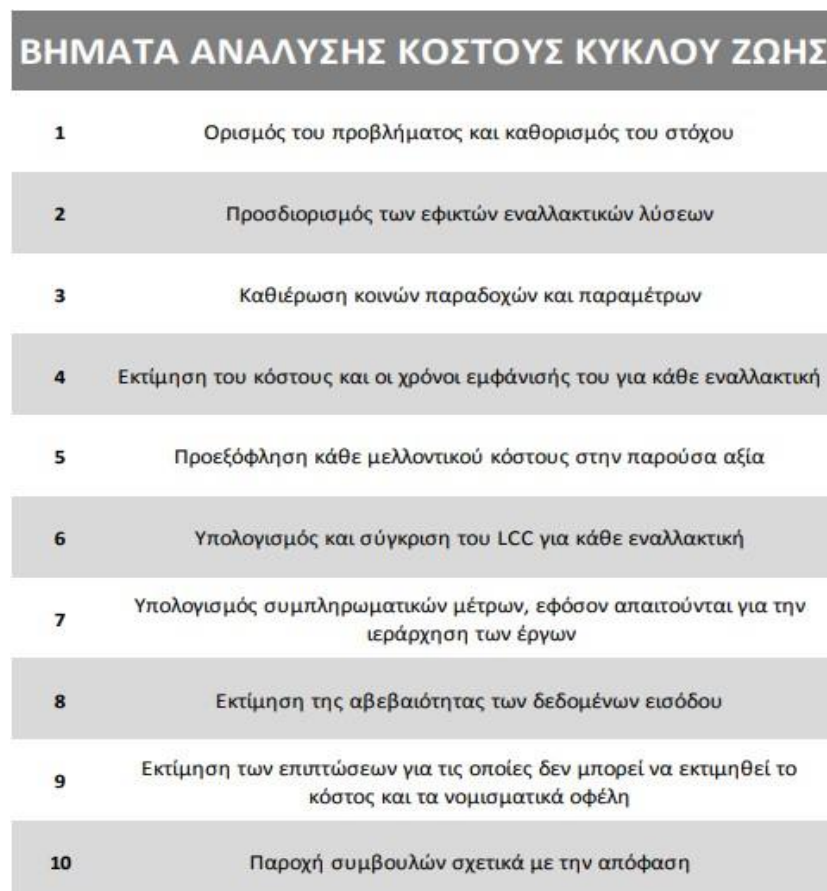 ΒΗΜΑΤΑ ΑΝΑΛΥΣΗΣ ΚΟΣΤΟΥΣ ΚΥΚΛΟΥ ΖΩΗΣ
1 Ορισμός του προβλήματος και καθορισμός του στόχου
2 Προσδιορισμός των εφικτών εναλλακτικών λύσεων
3 Καθιέρωση κοινών παραδοχών και παραμέτρων
4 Εκτίμηση του κόστους και οι χρόνοι εμφάνισής του για κάθε εναλλακτική
5 Προεξόφληση κάθε μελλοντικού κόστους στην παρούσα αξία
6 Υπολογισμός και σύγκριση του LCC για κάθε εναλλακτική
7 Υπολογισμός συμπληρωματικών μέτρων, εφόσον απαιτούνται για την
ιεράρχηση των έργων
8 Εκτίμηση της αβεβαιότητας των δεδομένων εισόδου
9 Εκτίμηση των επιπτώσεων για τις οποίες δεν μπορεί να εκτιμηθεί το
κόστος και τα νομισματικά οφέλη
10 Παροχή συμβουλών σχετικά με την απόφαση